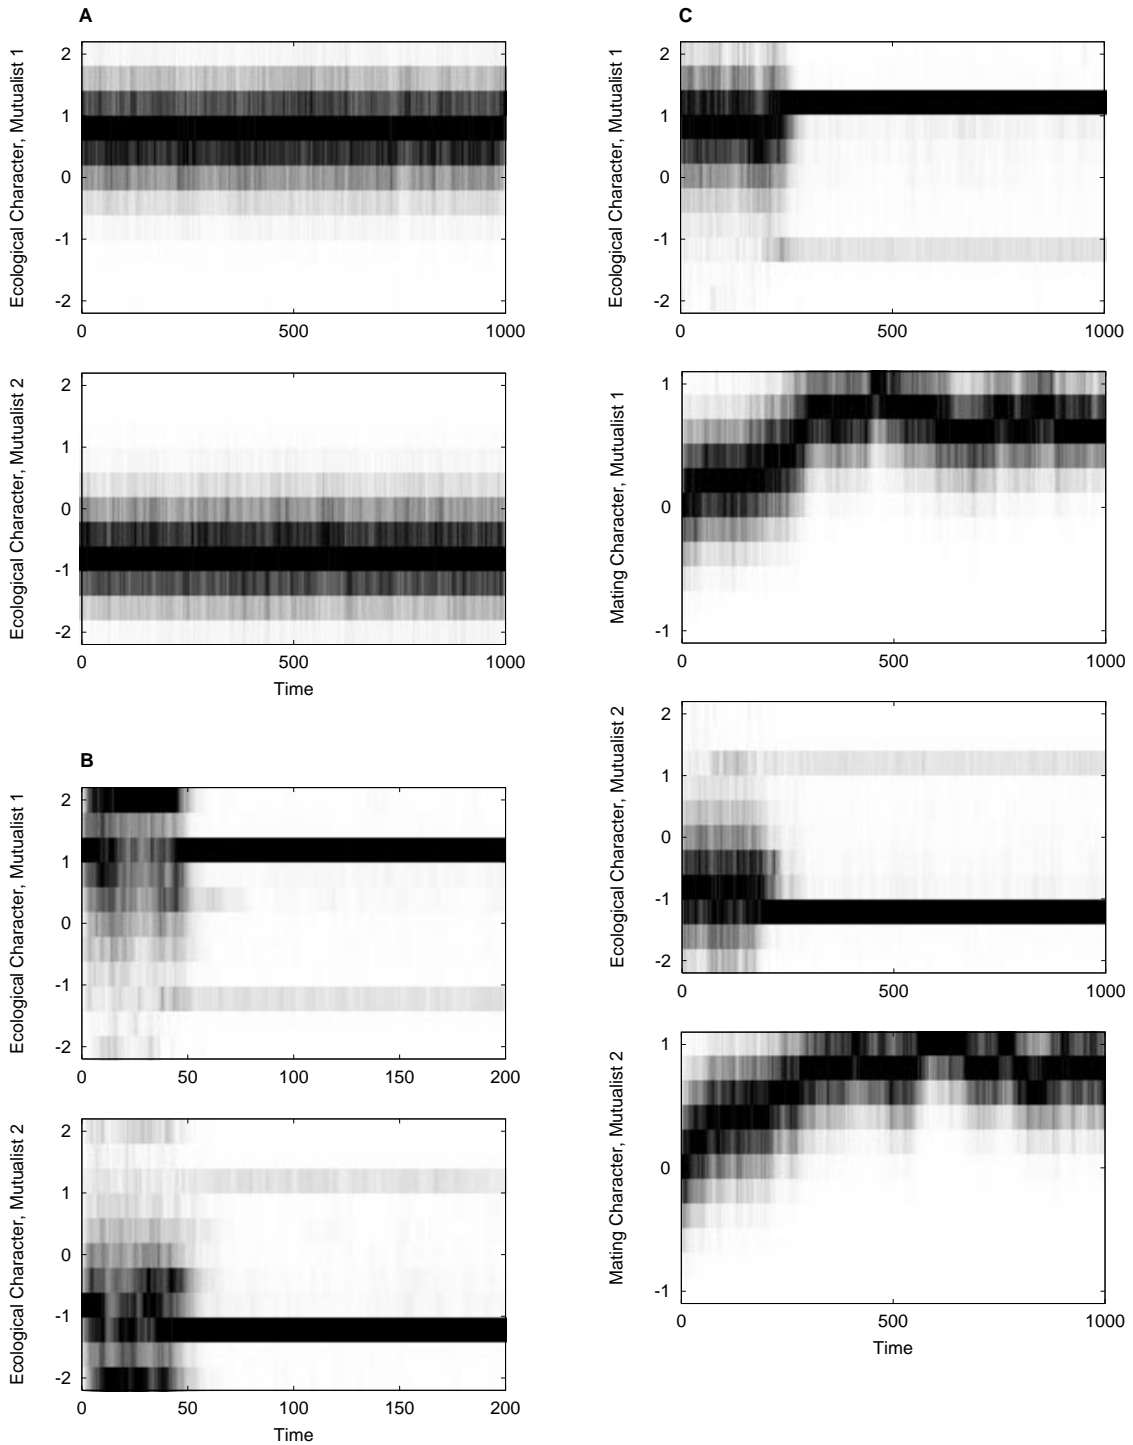 A
Ecological Character, Mutualist 1
2
1
0
-1
-2
0 500 1000
Ecological Character, Mutualist 2
2
1
0
-1
-2
0 500 1000
Time
B
Ecological Character, Mutualist 1
2
1
0
-1
-2
0 50 100 150 200
Ecological Character, Mutualist 2
2
1
0
-1
-2
0 50 100 150 200
Time
C
Ecological Character, Mutualist 1
2
1
0
-1
-2
0 500 1000
Mating Character, Mutualist 1
1
0
-1
0 500 1000
Ecological Character, Mutualist 2
2
1
0
-1
-2
0 500 1000
Mating Character, Mutualist 2
1
0
-1
0 500 1000
Time